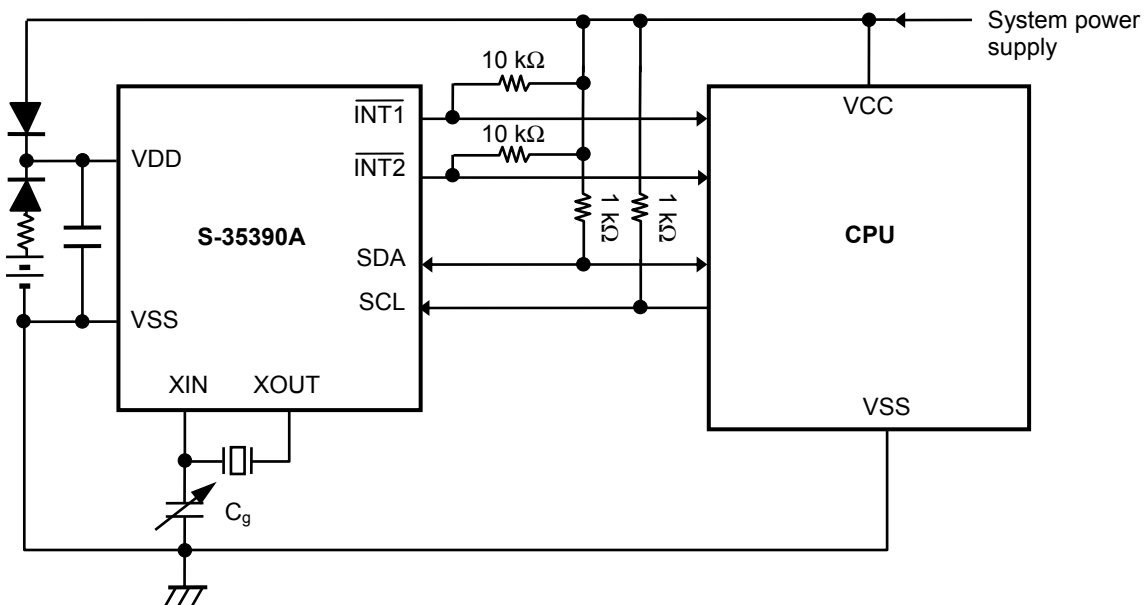 System power
supply
10 kΩ
INT1
VCC
10 kΩ
VDD
INT2
1 kΩ
1 kΩ
S-35390A
CPU
SDA
SCL
VSS
XIN
XOUT
VSS
Cg